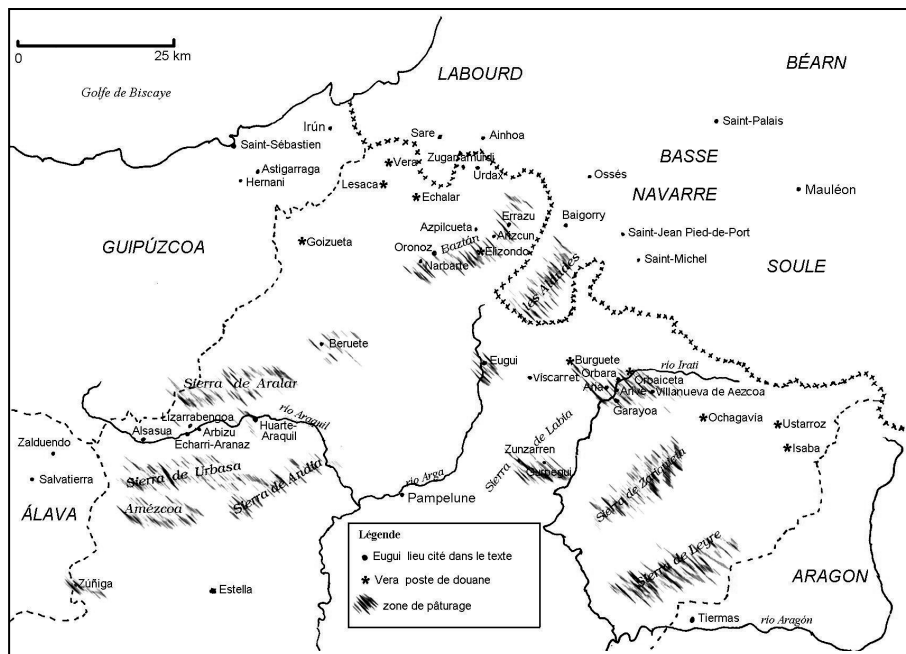 0 25 km
Golfe de Biscaye
LABOURD
BÉARN
Saint-Palais
Irún
Saint-Sébastien
Sare
Ainhoa
Zugarramurdi
Urdax
Vera
BASSE
NAVARRE
Astigarraga
Hernani
Lesaca
Echalar
Ossés
Mauléon
Azpilcueta
Errazu
Arizcun
Baigorry
GUIPÚZCOA
Goizueta
Oronoz
Baztán
Elizondo
Narbarte
Saint-Jean Pied-de-Port
Saint-Michel
SOULE
les Aldudes
Beruete
Eugui
Burguete
río Irati
Viscarret
Orbara
Orbaiceta
Aria
Arive
Villanueva de Aezcoa
Garayoa
Sierra de Aralar
Lizarrabengoa
río Araquil
Huarte-
Araquil
Alsasua
Arbizu
Echarri-Aranaz
Ochagavía
Ustarroz
Isaba
Zalduendo
Salvatierra
Sierra de Urbasa
Sierra de Andía
río Arga
Zunzarren
Sierra de Labia
Pampelune
ÁLAVA
Amézcoa
Sierra de Leyre
ARAGON
Zúñiga
Estella
Tiermas
río Aragón
Légende
Eugui lieu cité dans le texte
Vera poste de douane
zone de pâturage